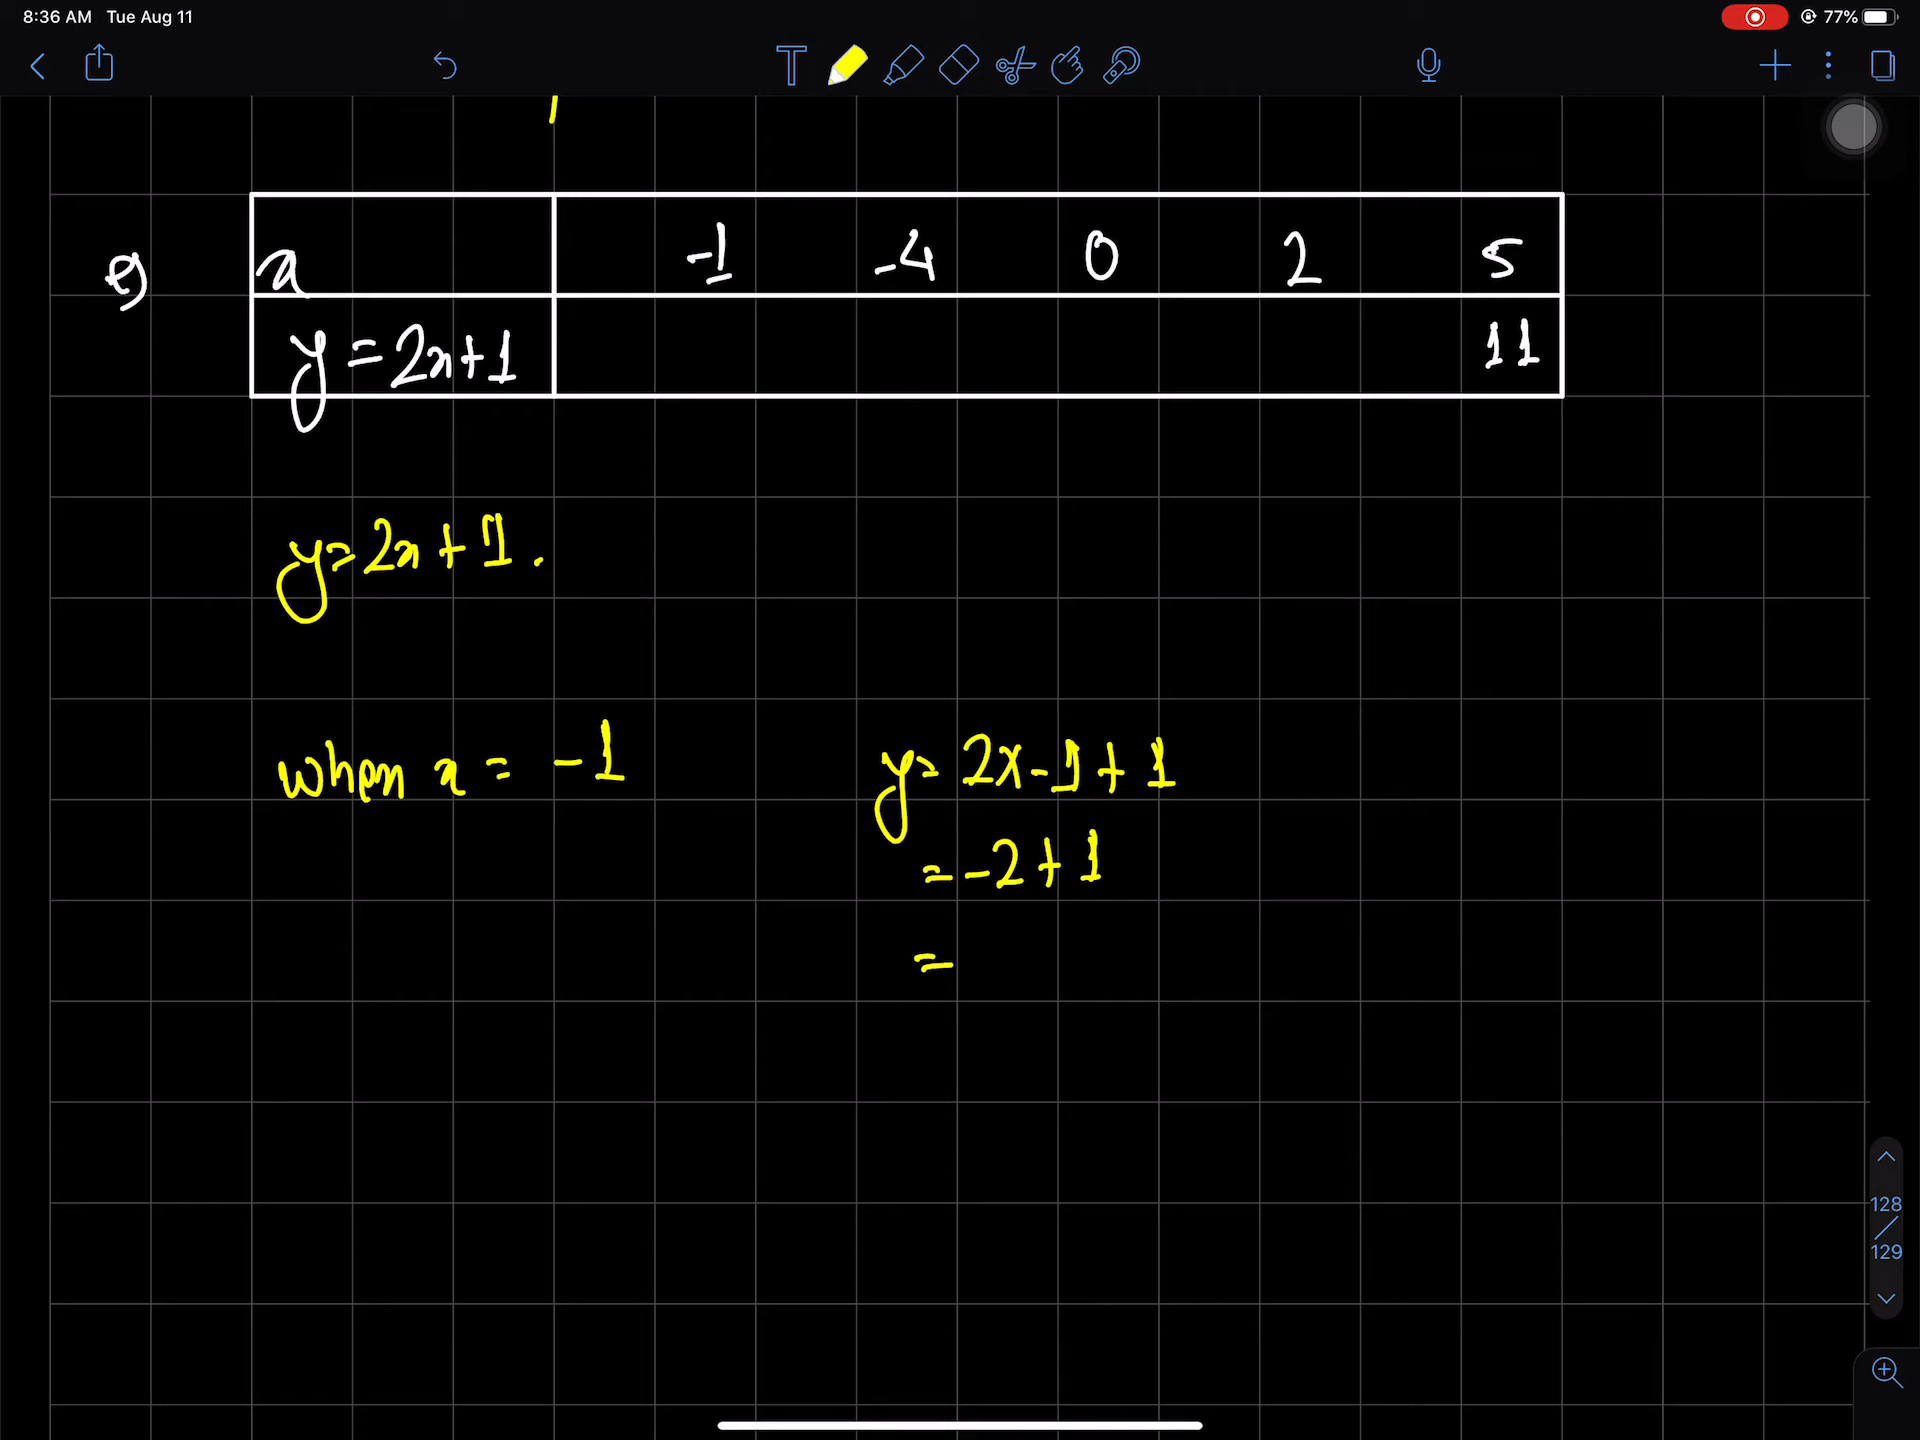 8:36 AM Tue Aug 11
77%
x -1 -4 0 2 5
y = 2x+1 11
y = 2x + 1 .
when x = -1 y = 2x-1+1
= -2+1
=
128
129